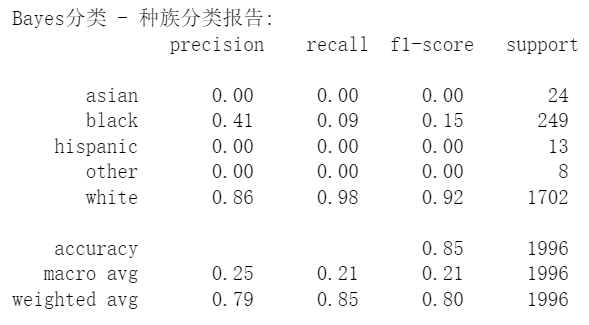 Bayes分类 - 种族分类报告:
precision recall f1-score support
asian 0.00 0.00 0.00 24
black 0.41 0.09 0.15 249
hispanic 0.00 0.00 0.00 13
other 0.00 0.00 0.00 8
white 0.86 0.98 0.92 1702
accuracy 0.85 1996
macro avg 0.25 0.21 0.21 1996
weighted avg 0.79 0.85 0.80 1996